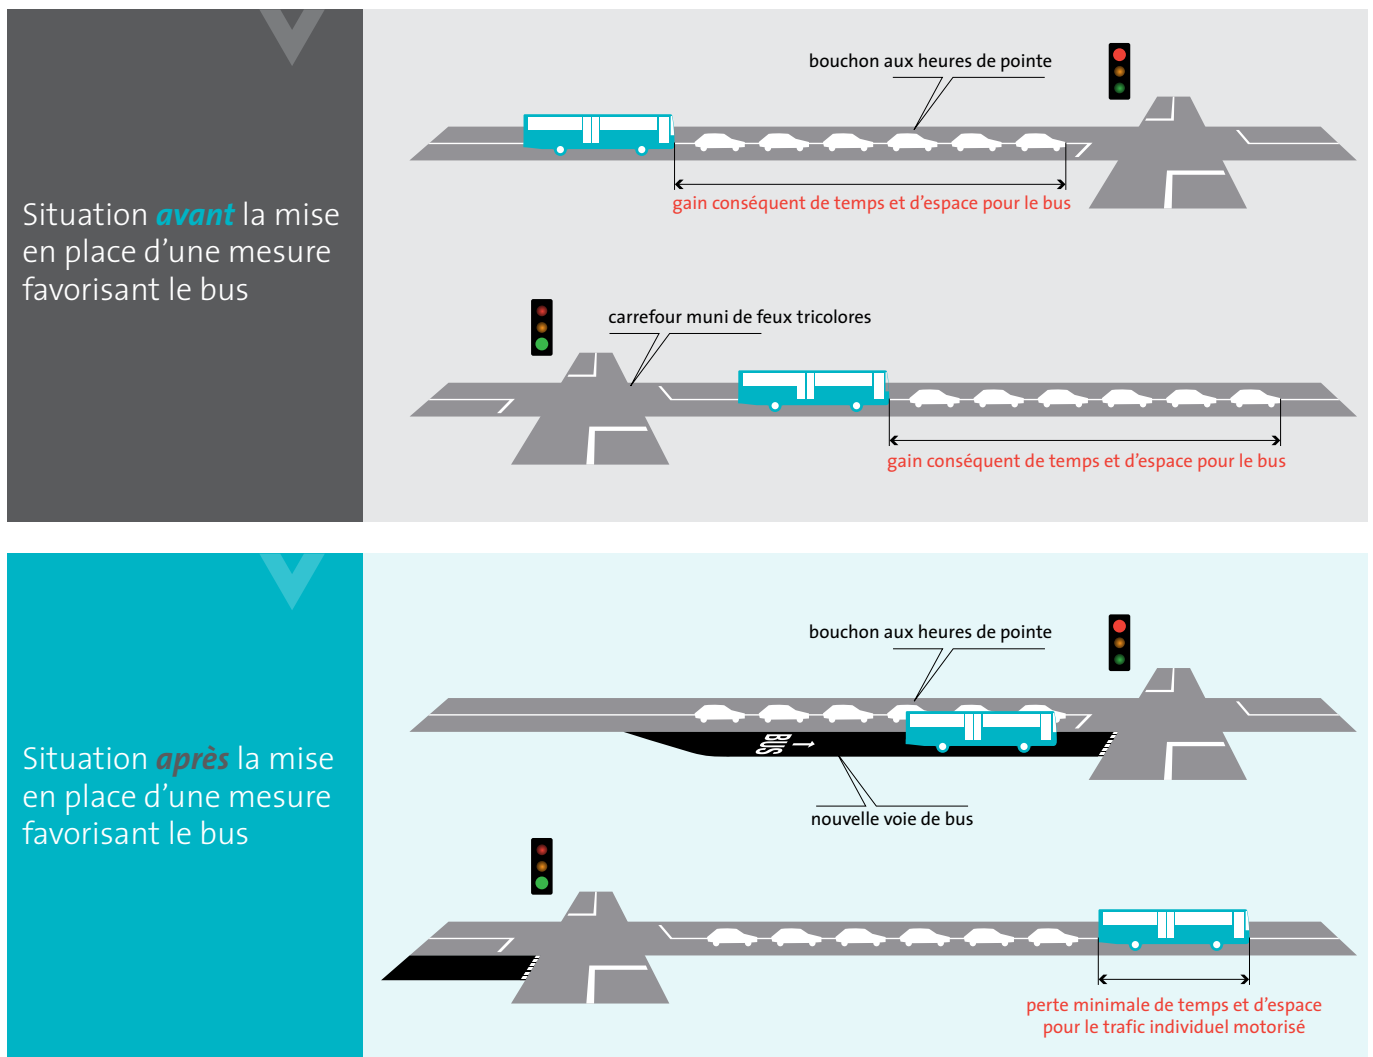 Situation avant la mise
en place d'une mesure
favorisant le bus
bouchon aux heures de pointe
gain conséquent de temps et d'espace pour le bus
carrefour muni de feux tricolores
gain conséquent de temps et d'espace pour le bus
Situation après la mise
en place d'une mesure
favorisant le bus
bouchon aux heures de pointe
BUS
nouvelle voie de bus
perte minimale de temps et d'espace
pour le trafic individuel motorisé